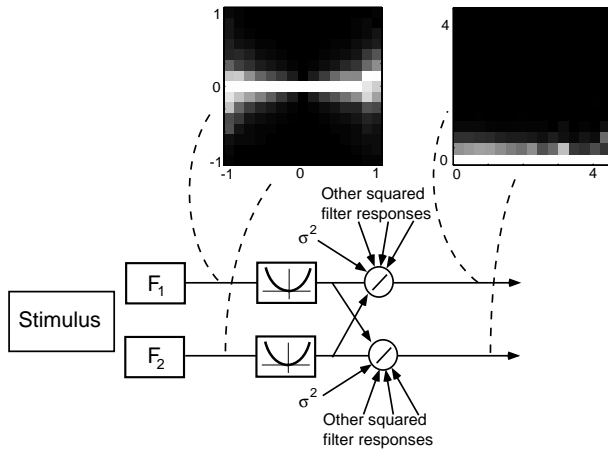 1
0
-1
-1
0
1
4
0
0
4
Other squared
filter responses
σ²
F₁
Stimulus
F₂
σ²
Other squared
filter responses